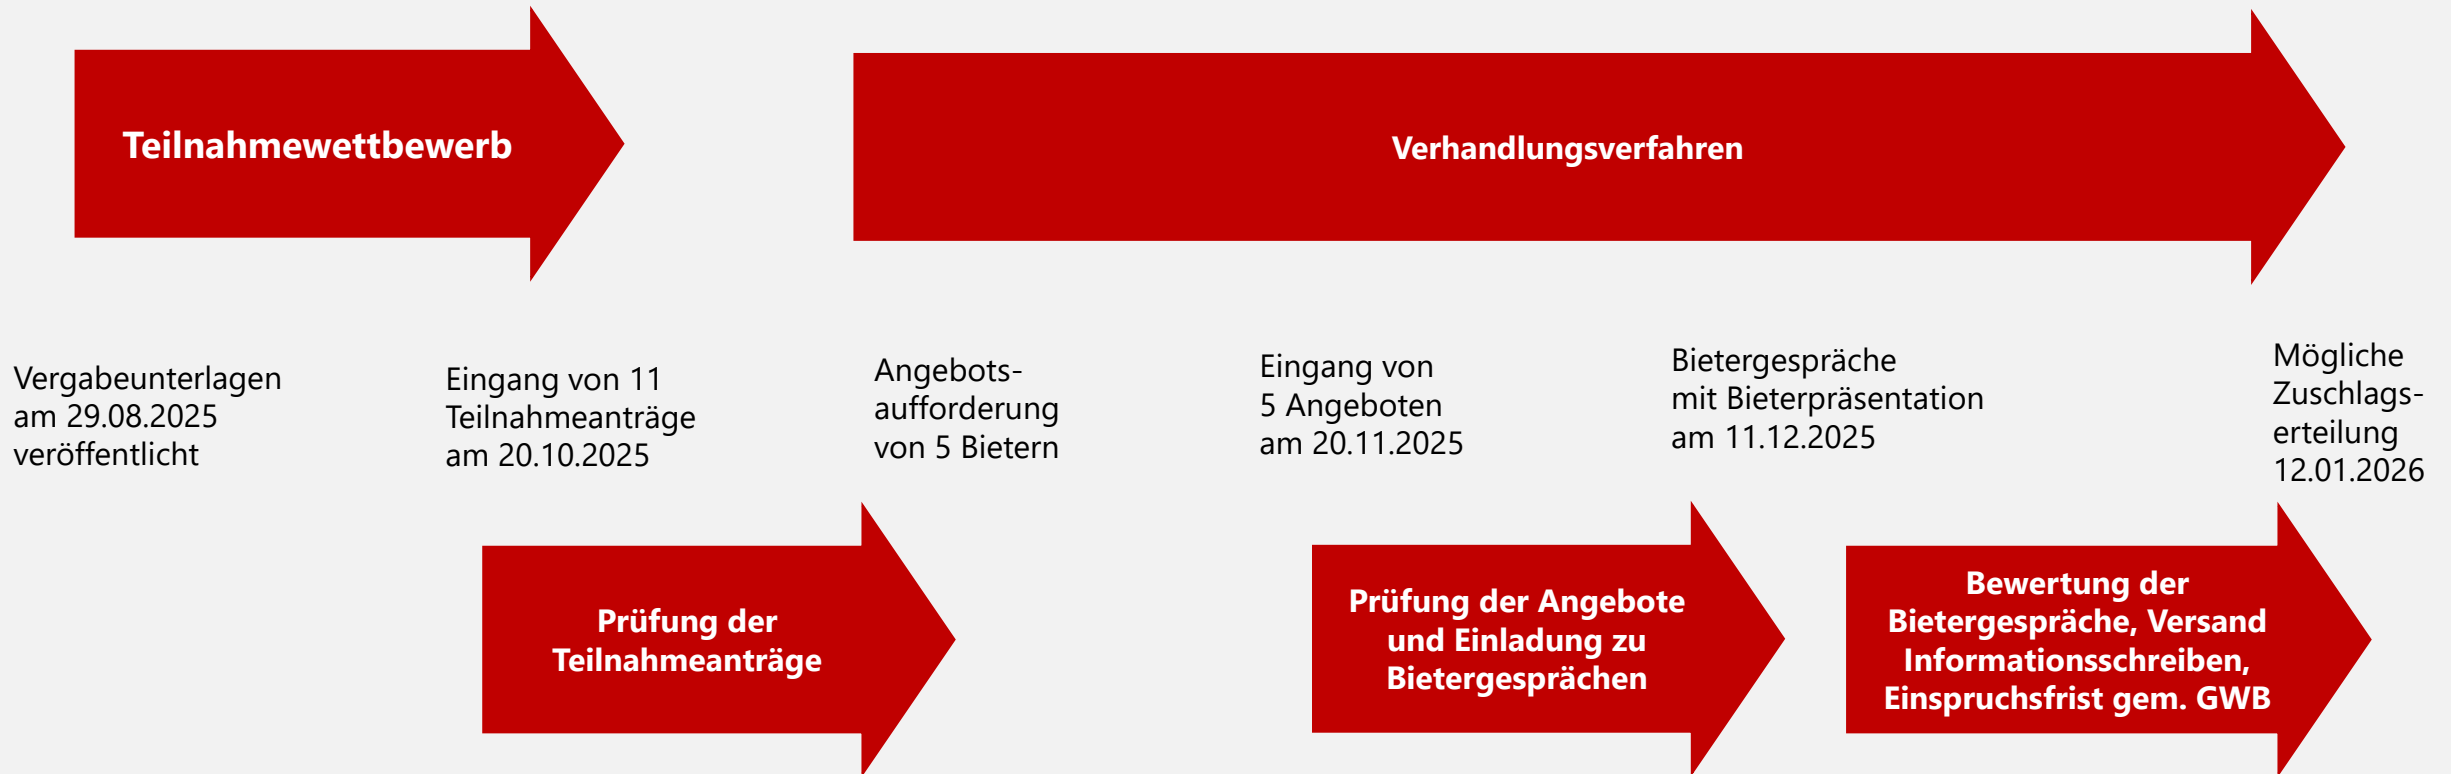 Teilnahmewettbewerb
Verhandlungsverfahren
Vergabeunterlagen
am 29.08.2025
veröffentlicht
Eingang von 11
Teilnahmeanträge
am 20.10.2025
Angebots-
aufforderung
von 5 Bietern
Eingang von
5 Angeboten
am 20.11.2025
Bietergespräche
mit Bieterpräsentation
am 11.12.2025
Mögliche
Zuschlags-
erteilung
12.01.2026
Prüfung der
Teilnahmeanträge
Prüfung der Angebote
und Einladung zu
Bietergesprächen
Bewertung der
Bietergespräche, Versand
Informationsschreiben,
Einspruchsfrist gem. GWB